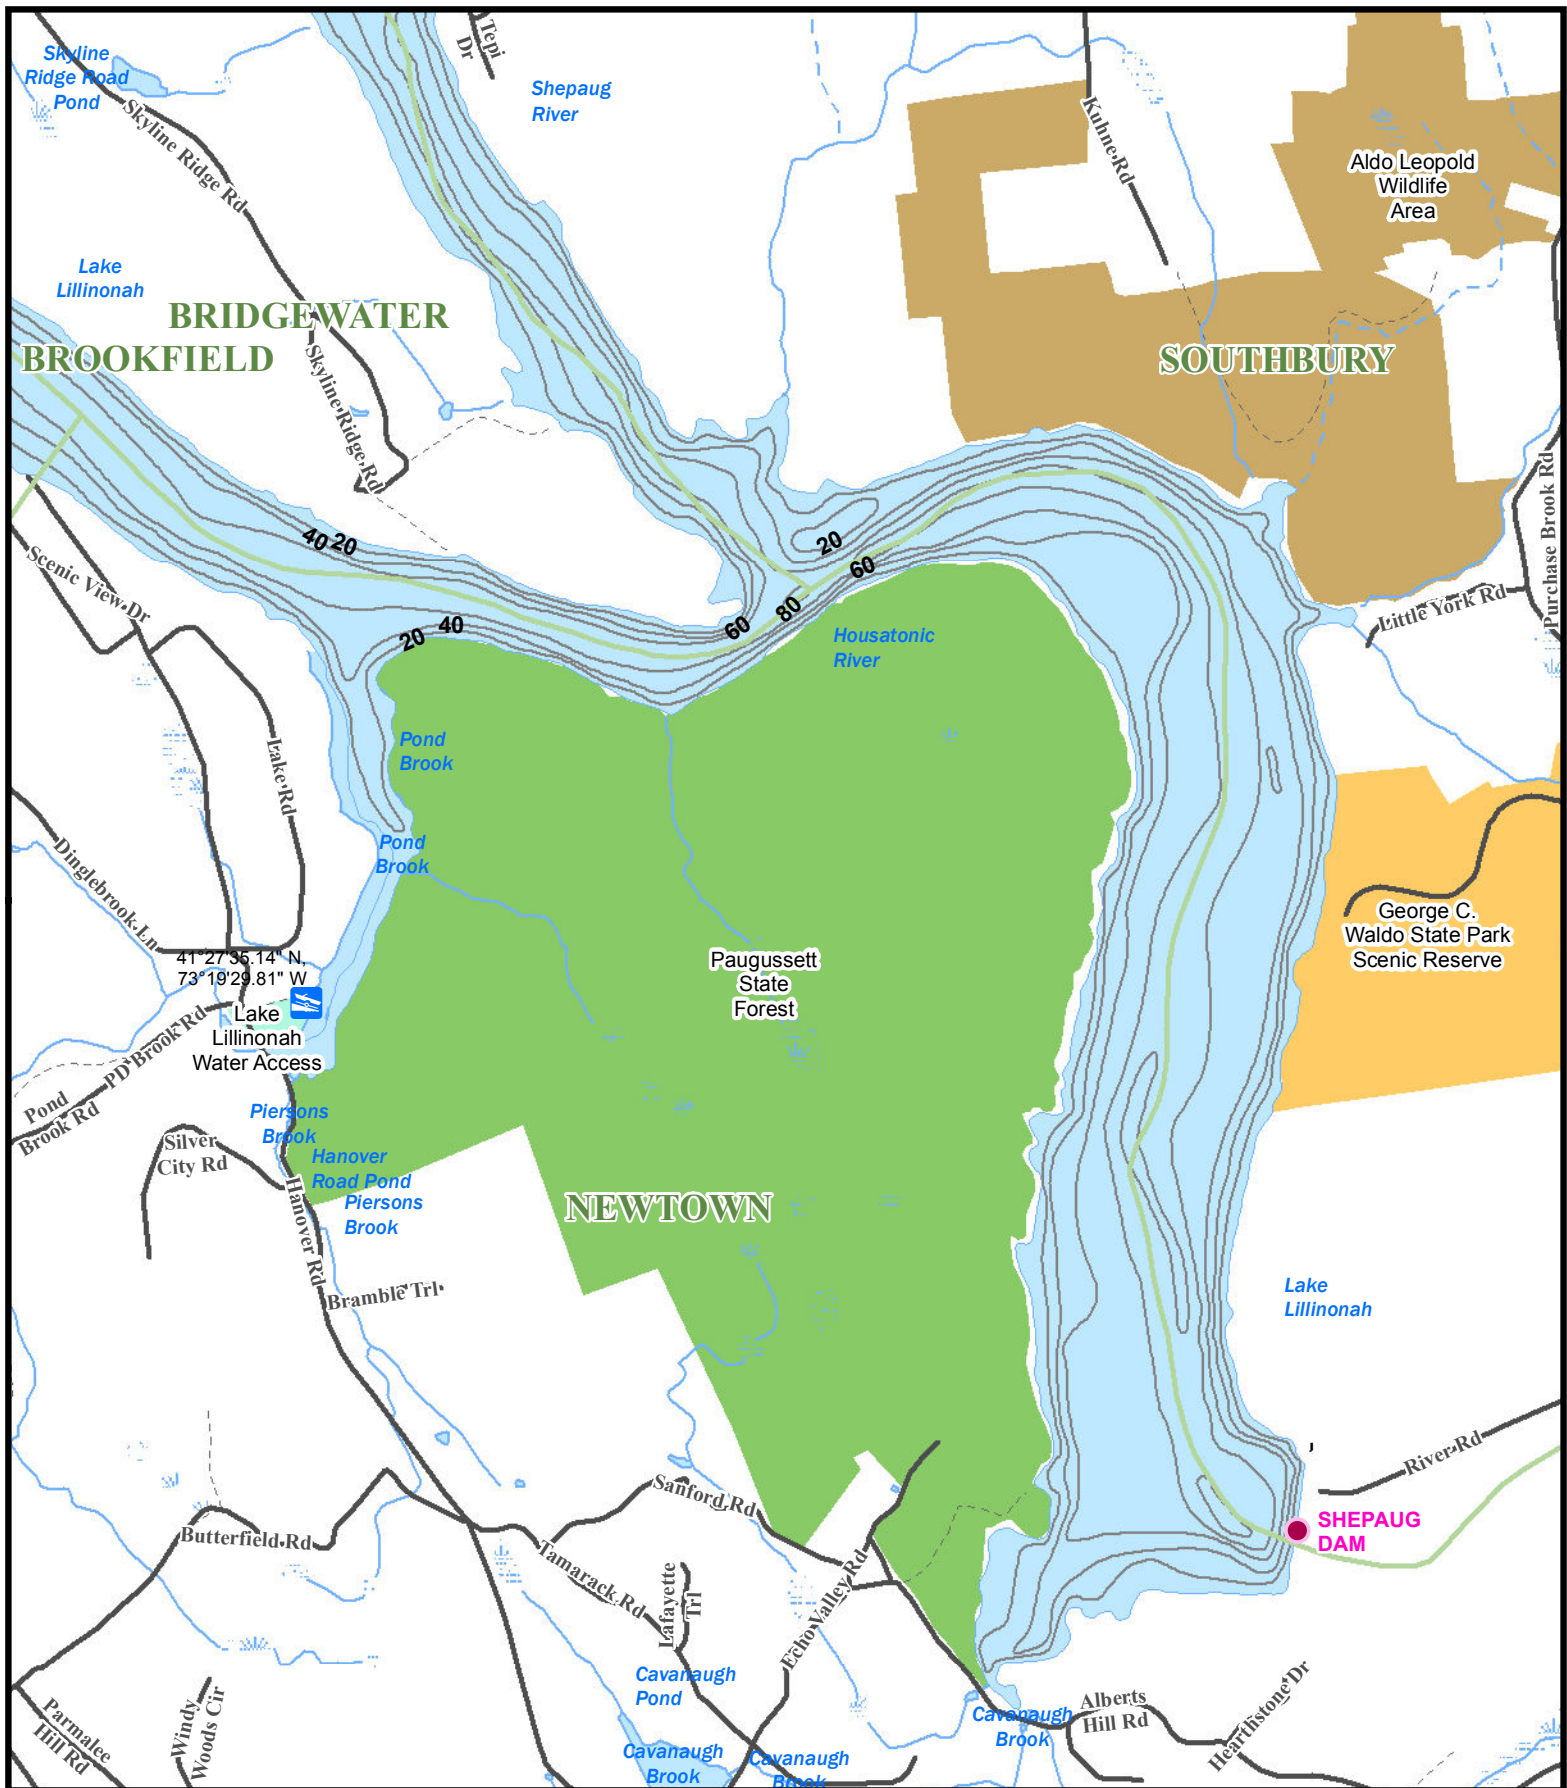 Tepi
Dr
Skyline
Ridge Road
Pond
Shepaug
River
Skyline Ridge Rd
Kuhne Rd
Aldo Leopold
Wildlife
Area
Lake
Lillinonah
BRIDGEWATER
BROOKFIELD
SOUTHBURY
Skyline Ridge Rd
Purchase Brook Rd
40
20
20
60
80
60
40
20
Scenic View Dr
Little York Rd
Housatonic
River
Pond
Brook
Lake Rd
Pond
Brook
Dinglebrook Ln
George C.
Waldo State Park
Scenic Reserve
41°27'35.14" N,
73°19'29.81" W
Paugussett
State
Forest
Lake
Lillinonah
Water Access
PD Brook Rd
Pond
Brook Rd
Piersons
Brook
Silver
City Rd
Hanover
Road Pond
Piersons
Brook
Hanover Rd
NEWTOWN
Bramble Trl
Lake
Lillinonah
River Rd
Sanford Rd
SHEPAUG
DAM
Butterfield Rd
Tamarack Rd
Lafayette
Trl
Echo Valley Rd
Cavanaugh
Pond
Parmalee
Hill Rd
Windy
Woods Cir
Alberts
Hill Rd
Hearthstone Dr
Cavanaugh
Brook
Cavanaugh
Brook
Cavanaugh
Brook